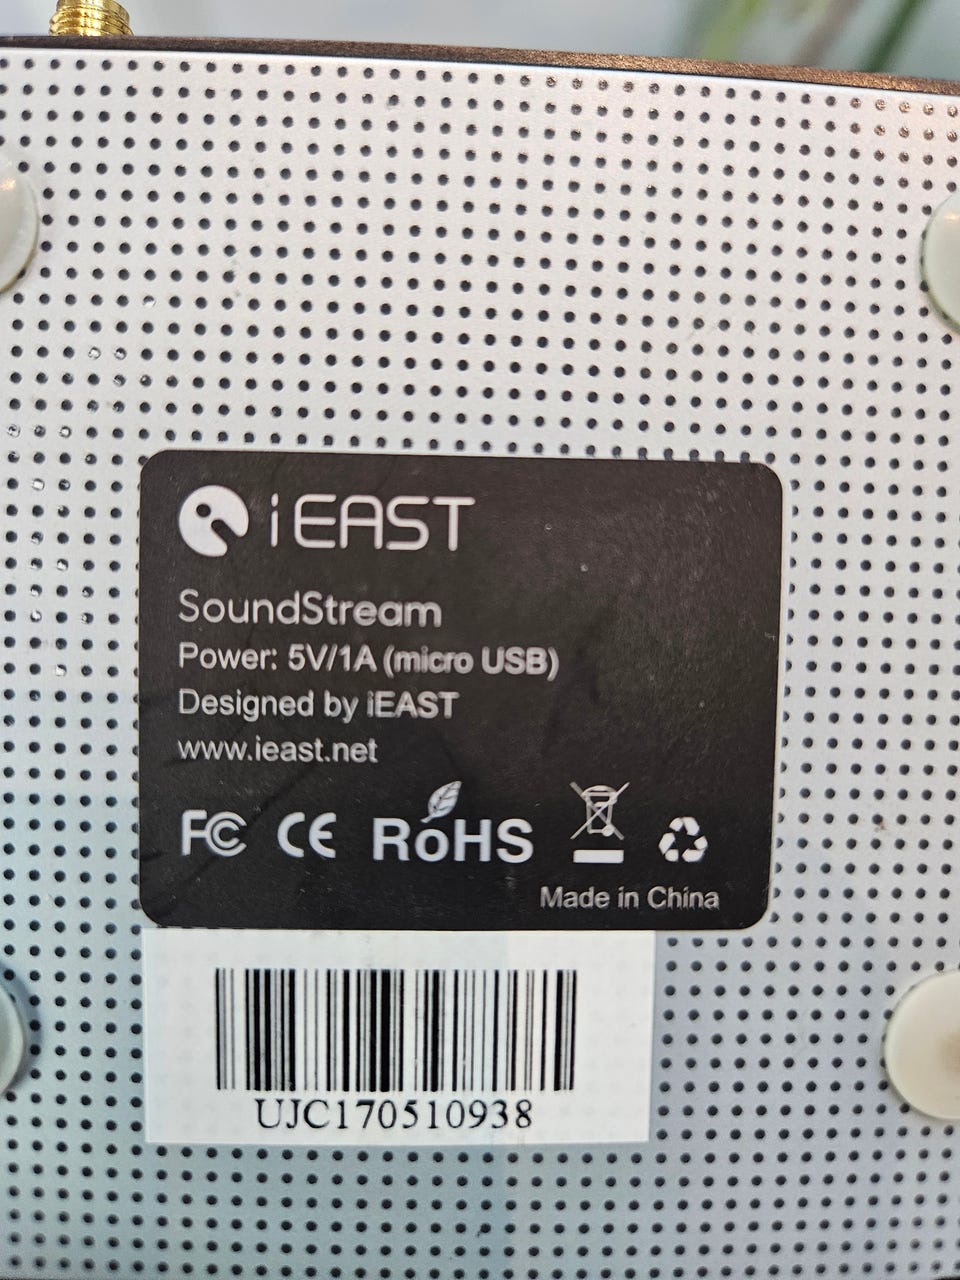 iEAST
SoundStream
Power: 5V/1A (micro USB)
Designed by iEAST
www.ieast.net
FC CE RoHS
Made in China
UJC170510938